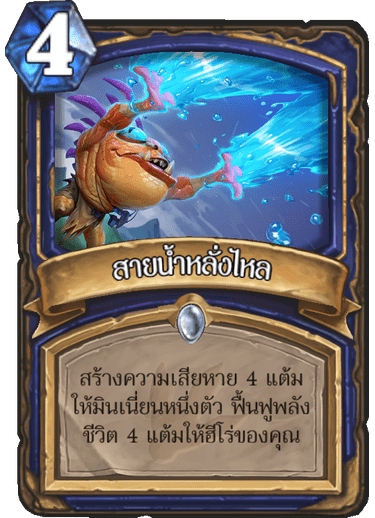 4
สายน้ำหลั่งไหล
สร้างความเสียหาย 4 แต้ม
ให้มินเนี่ยนหนึ่งตัว ฟื้นฟูพลัง
ชีวิต 4 แต้มให้ฮีโร่ของคุณ